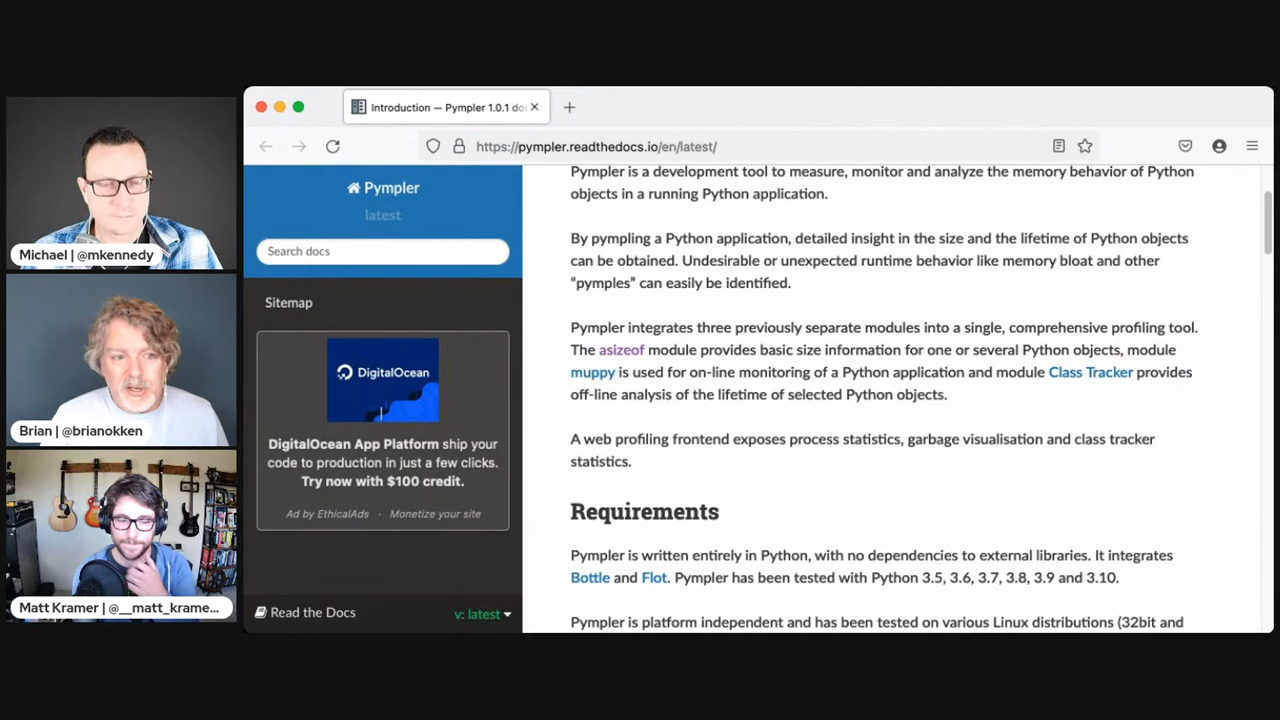 Michael | @mkennedy
Brian | @brianokken
Matt Kramer | @__matt_krame...
Introduction — Pympler 1.0.1 doc
https://pympler.readthedocs.io/en/latest/
Pympler
latest
Search docs
Sitemap
DigitalOcean
DigitalOcean App Platform ship your
code to production in just a few clicks.
Try now with $100 credit.
Ad by EthicalAds · Monetize your site
Read the Docs
v: latest
Pympler is a development tool to measure, monitor and analyze the memory behavior of Python
objects in a running Python application.
By pympling a Python application, detailed insight in the size and the lifetime of Python objects
can be obtained. Undesirable or unexpected runtime behavior like memory bloat and other
“pymples” can easily be identified.
Pympler integrates three previously separate modules into a single, comprehensive profiling tool.
The asizeof module provides basic size information for one or several Python objects, module
muppy is used for on-line monitoring of a Python application and module Class Tracker provides
off-line analysis of the lifetime of selected Python objects.
A web profiling frontend exposes process statistics, garbage visualisation and class tracker
statistics.
Requirements
Pympler is written entirely in Python, with no dependencies to external libraries. It integrates
Bottle and Flot. Pympler has been tested with Python 3.5, 3.6, 3.7, 3.8, 3.9 and 3.10.
Pympler is platform independent and has been tested on various Linux distributions (32bit and